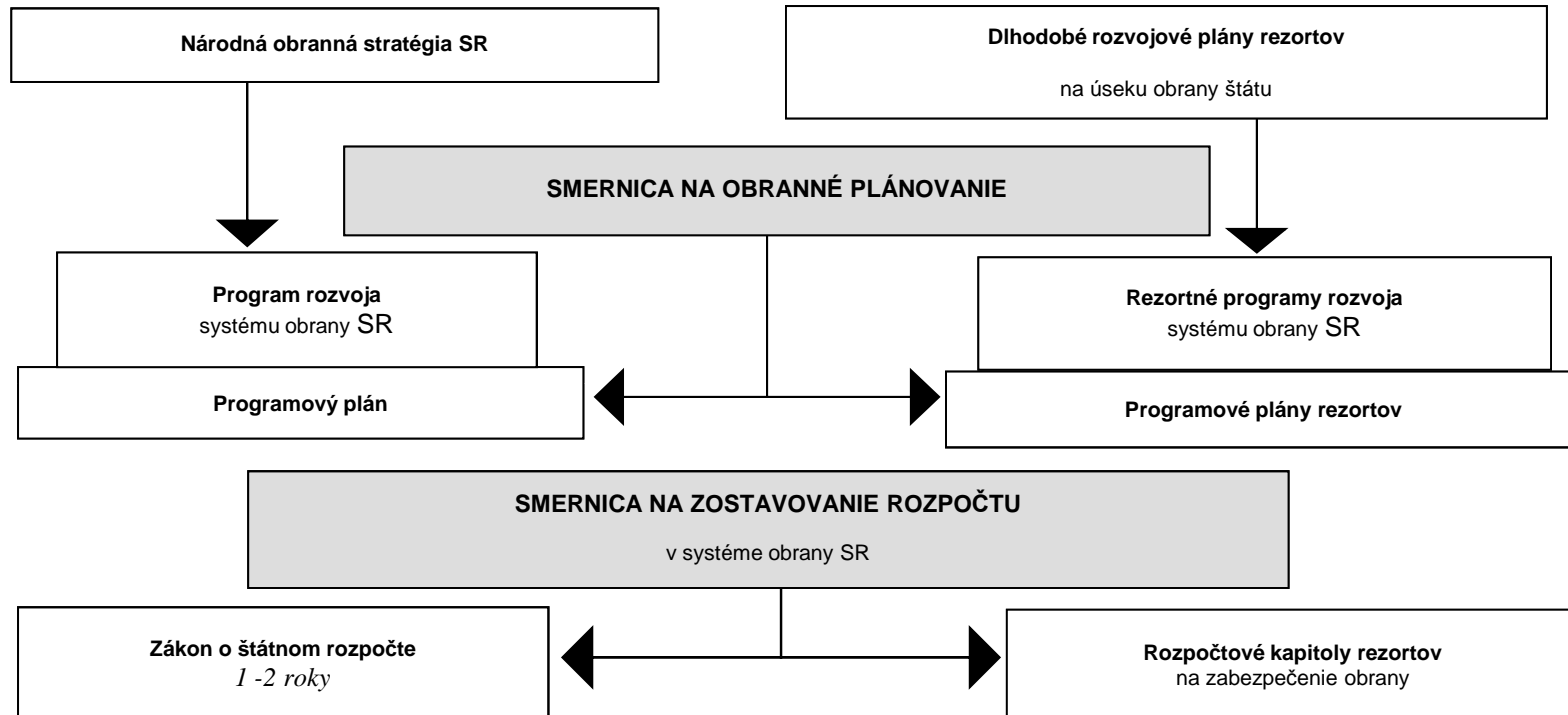 Národná obranná stratégia SR
Dlhodobé rozvojové plány rezortov
na úseku obrany štátu
SMERNICA NA OBRANNÉ PLÁNOVANIE
Program rozvoja
systému obrany SR
Rezortné programy rozvoja
systému obrany SR
Programový plán
Programové plány rezortov
SMERNICA NA ZOSTAVOVANIE ROZPOČTU
v systéme obrany SR
Zákon o štátnom rozpočte
1 -2 roky
Rozpočtové kapitoly rezortov
na zabezpečenie obrany